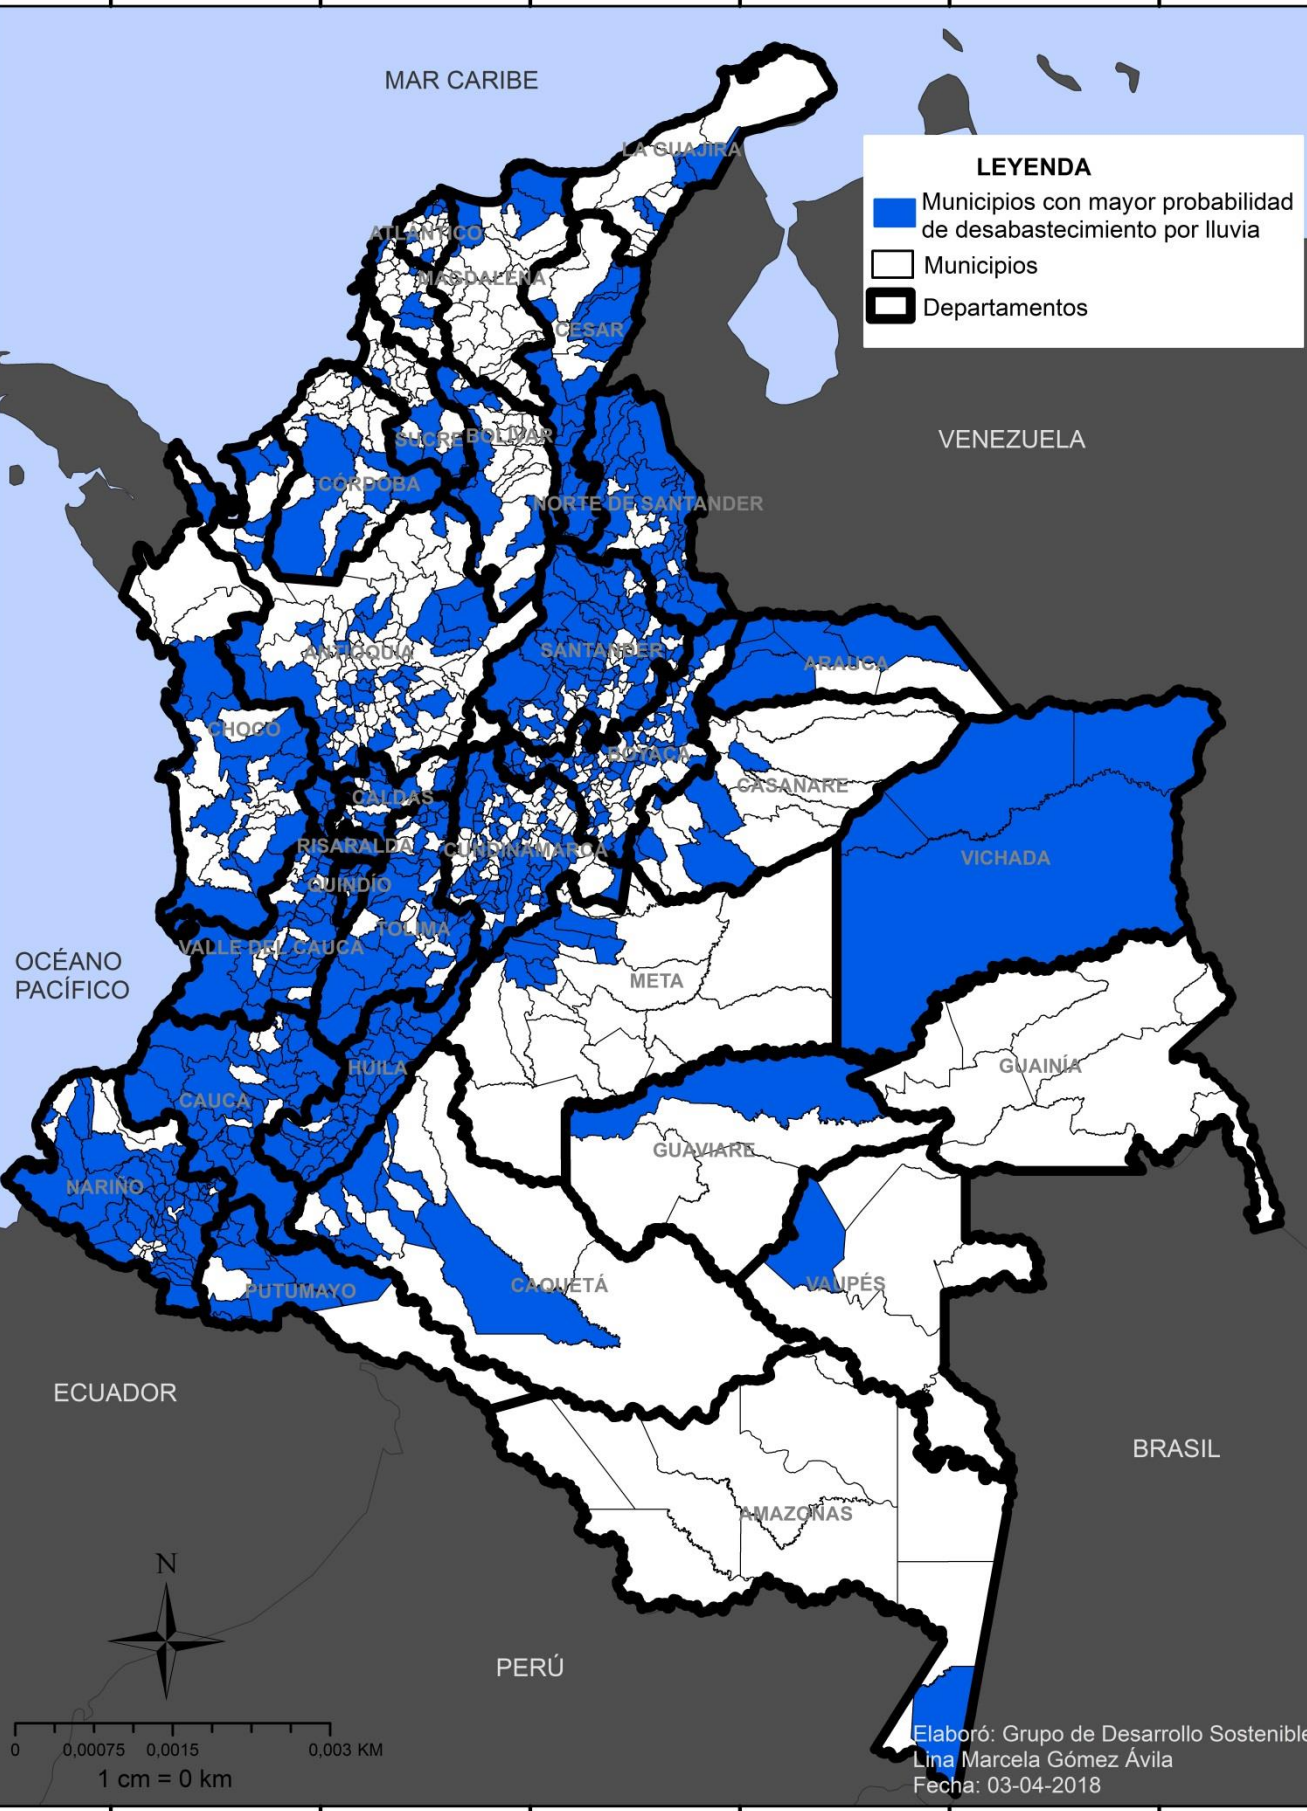 MAR CARIBE
LA GUAJIRA
LEYENDA
Municipios con mayor probabilidad
de desabastecimiento por lluvia
Municipios
Departamentos
ATLÁNTICO
MAGDALENA
CESAR
VENEZUELA
SUCRE
BOLÍVAR
CÓRDOBA
NORTE DE SANTANDER
ANTIOQUIA
SANTANDER
ARAUCA
CHOCÓ
BOYACÁ
CASANARE
CALDAS
RISARALDA
CUNDINAMARCA
VICHADA
QUINDÍO
TOLIMA
VALLE DEL CAUCA
OCÉANO
PACÍFICO
META
HUILA
GUAINÍA
CAUCA
GUAVIARE
NARIÑO
PUTUMAYO
CAQUETÁ
VAUPÉS
ECUADOR
BRASIL
AMAZONAS
N
PERÚ
0 0,00075 0,0015 0,003 KM
1 cm = 0 km
Elaboró: Grupo de Desarrollo Sostenible
Lina Marcela Gómez Ávila
Fecha: 03-04-2018